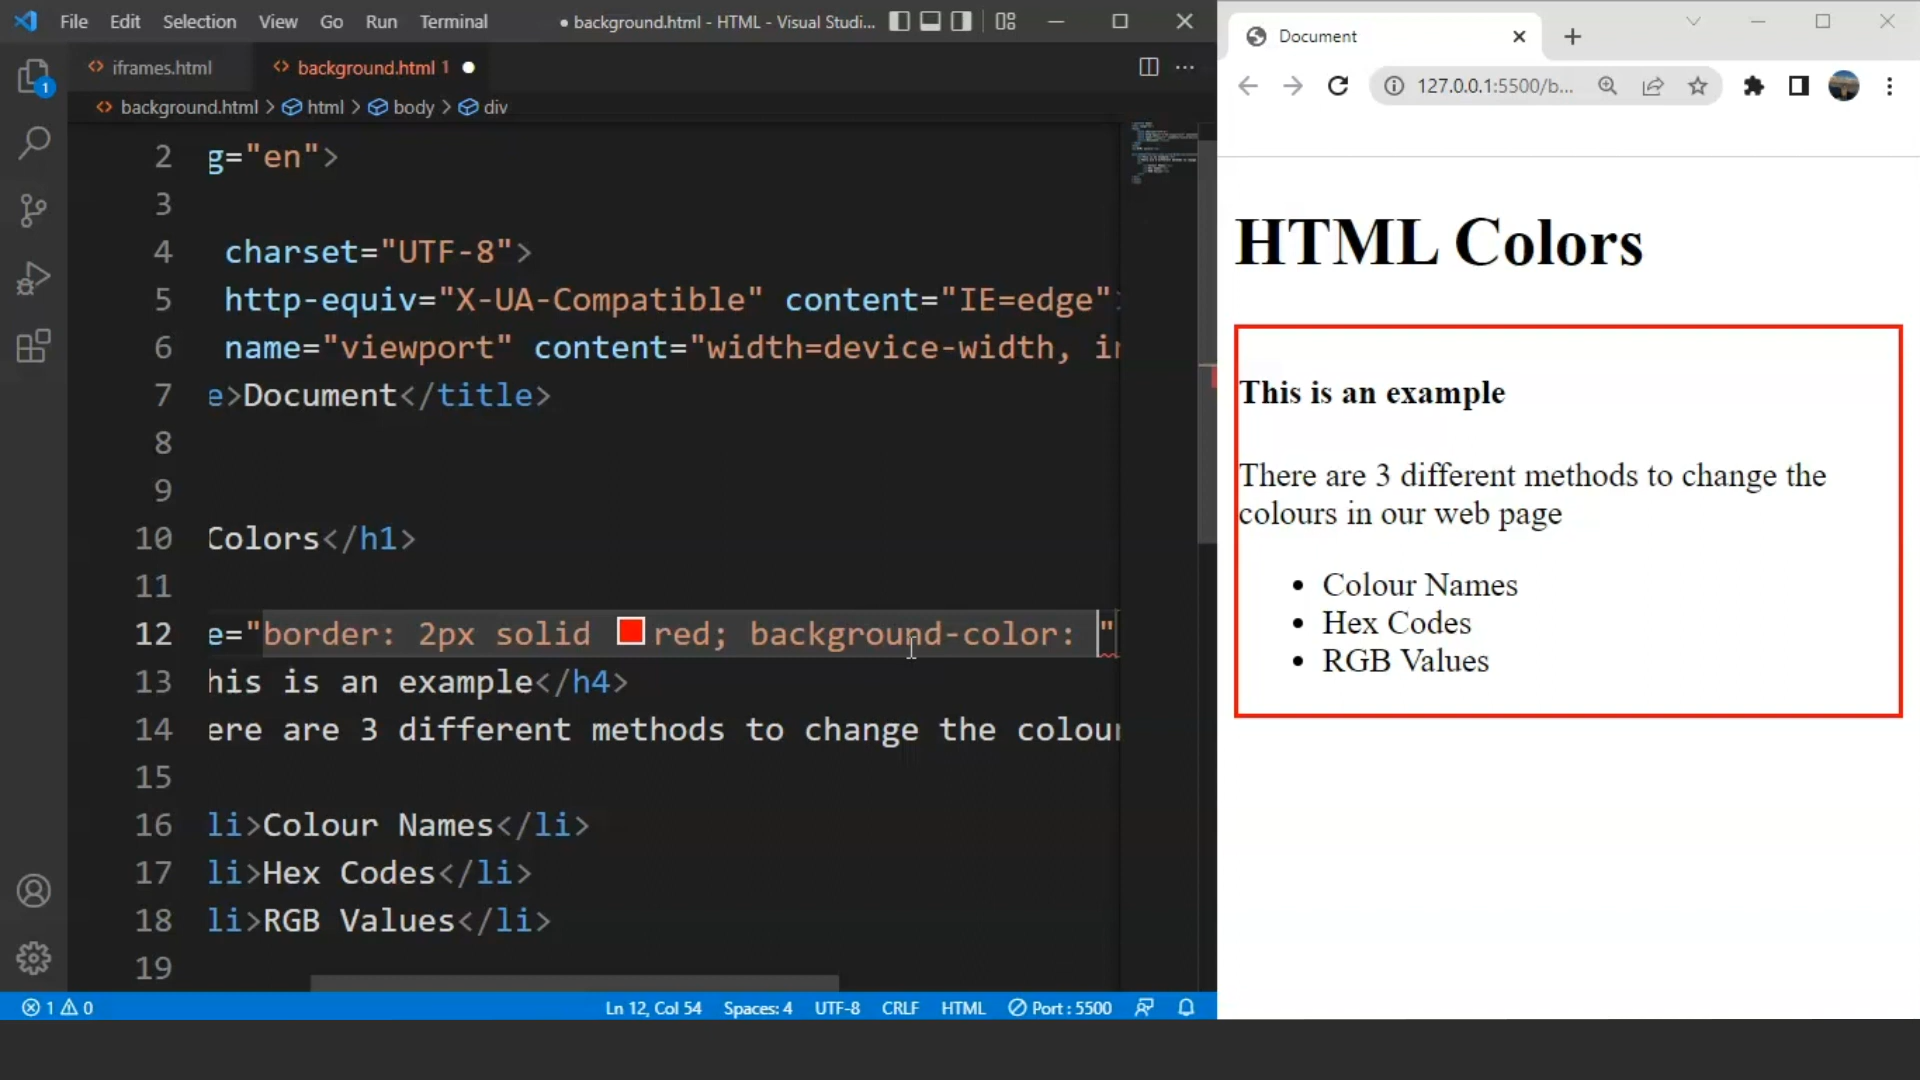 File Edit Selection View Go Run Terminal ● background.html - HTML - Visual Studi...
iframes.html background.html 1
background.html > html > body > div
2 g="en">
3
4 charset="UTF-8">
5 http-equiv="X-UA-Compatible" content="IE=edge"
6 name="viewport" content="width=device-width, in
7 e>Document</title>
8
9
10 Colors</h1>
11
12 e="border: 2px solid red; background-color: "
13 his is an example</h4>
14 ere are 3 different methods to change the colour
15
16 li>Colour Names</li>
17 li>Hex Codes</li>
18 li>RGB Values</li>
19
1
1 0 Ln 12, Col 54 Spaces: 4 UTF-8 CRLF HTML Port : 5500
Document
127.0.0.1:5500/b...
HTML Colors
This is an example
There are 3 different methods to change the
colours in our web page
• Colour Names
• Hex Codes
• RGB Values